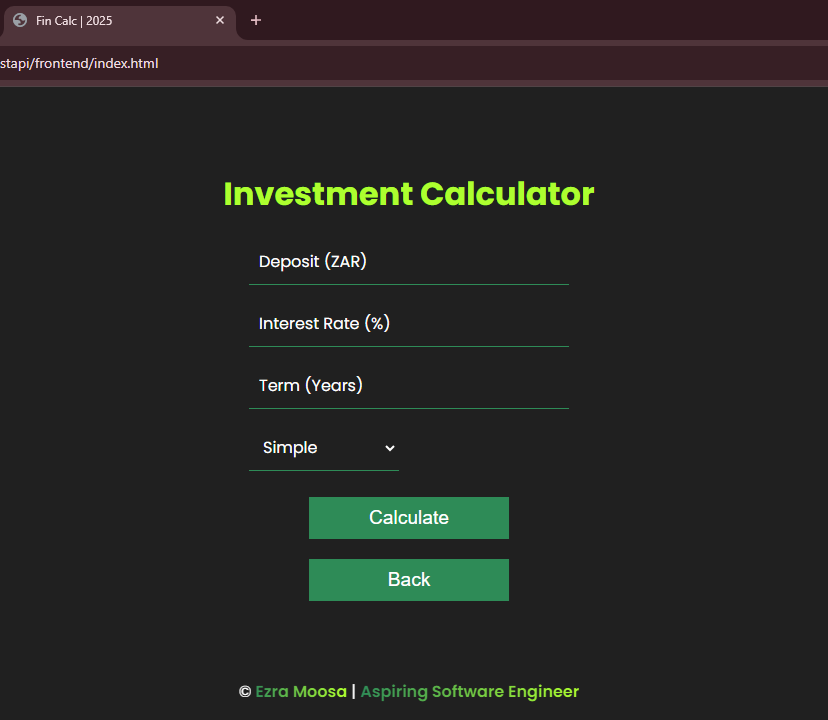 Fin Calc | 2025
stapi/frontend/index.html
Investment Calculator
Deposit (ZAR)
Interest Rate (%)
Term (Years)
Simple
Calculate
Back
© Ezra Moosa | Aspiring Software Engineer